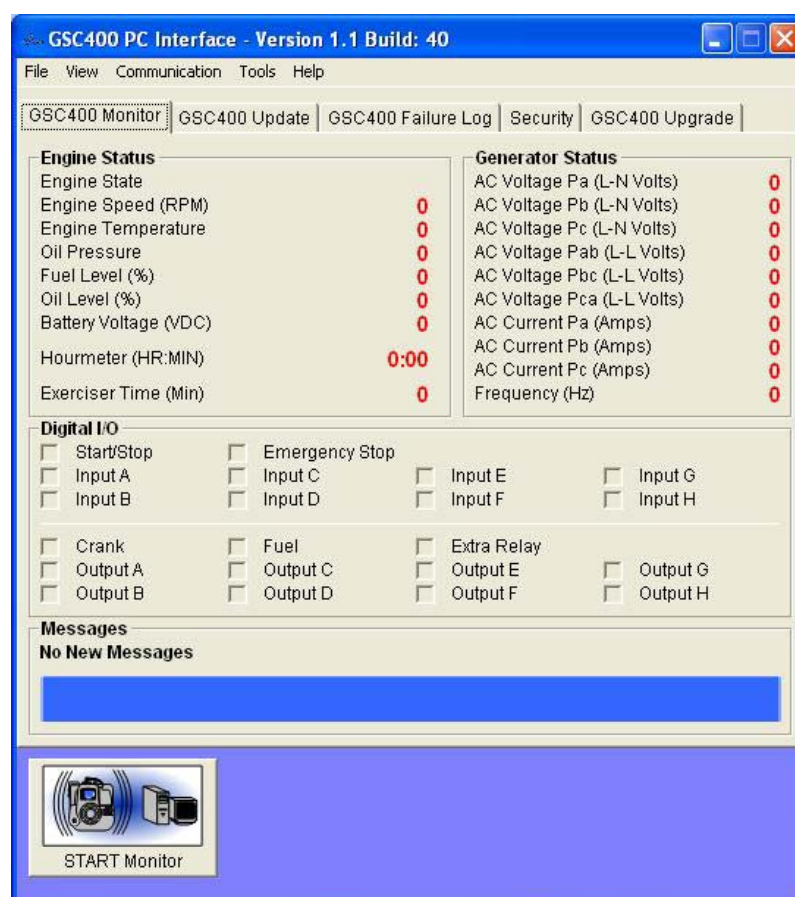 GSC400 PC Interface - Version 1.1 Build: 40
File View Communication Tools Help
GSC400 Monitor GSC400 Update GSC400 Failure Log Security GSC400 Upgrade
Engine Status
Engine State
Engine Speed (RPM) 0
Engine Temperature 0
Oil Pressure 0
Fuel Level (%) 0
Oil Level (%) 0
Battery Voltage (VDC) 0
Hourmeter (HR:MIN) 0:00
Exerciser Time (Min) 0
Generator Status
AC Voltage Pa (L-N Volts) 0
AC Voltage Pb (L-N Volts) 0
AC Voltage Pc (L-N Volts) 0
AC Voltage Pab (L-L Volts) 0
AC Voltage Pbc (L-L Volts) 0
AC Voltage Pca (L-L Volts) 0
AC Current Pa (Amps) 0
AC Current Pb (Amps) 0
AC Current Pc (Amps) 0
Frequency (Hz) 0
Digital I/O
Start/Stop Emergency Stop
Input A Input C Input E Input G
Input B Input D Input F Input H
Crank Fuel Extra Relay
Output A Output C Output E Output G
Output B Output D Output F Output H
Messages
No New Messages
START Monitor